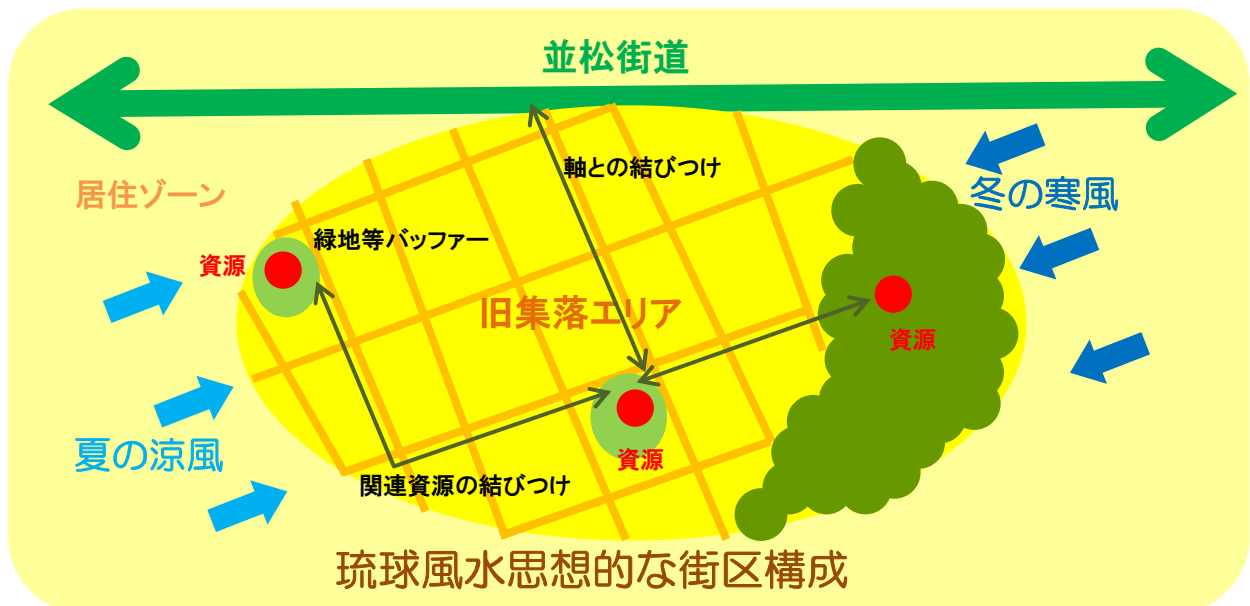 並松街道
軸との結びつけ
居住ゾーン
冬の寒風
緑地等バッファー
資源
旧集落エリア
資源
夏の涼風
資源
関連資源の結びつけ
琉球風水思想的な街区構成